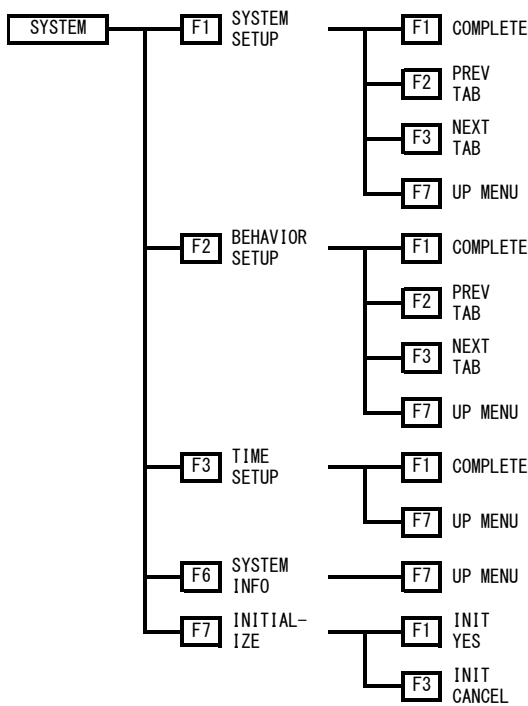 SYSTEM
F1
SYSTEM
SETUP
F1
COMPLETE
F2
PREV
TAB
F3
NEXT
TAB
F7
UP MENU
F2
BEHAVIOR
SETUP
F1
COMPLETE
F2
PREV
TAB
F3
NEXT
TAB
F7
UP MENU
F3
TIME
SETUP
F1
COMPLETE
F7
UP MENU
F6
SYSTEM
INFO
F7
UP MENU
F7
INITIAL-
IZE
F1
INIT
YES
F3
INIT
CANCEL